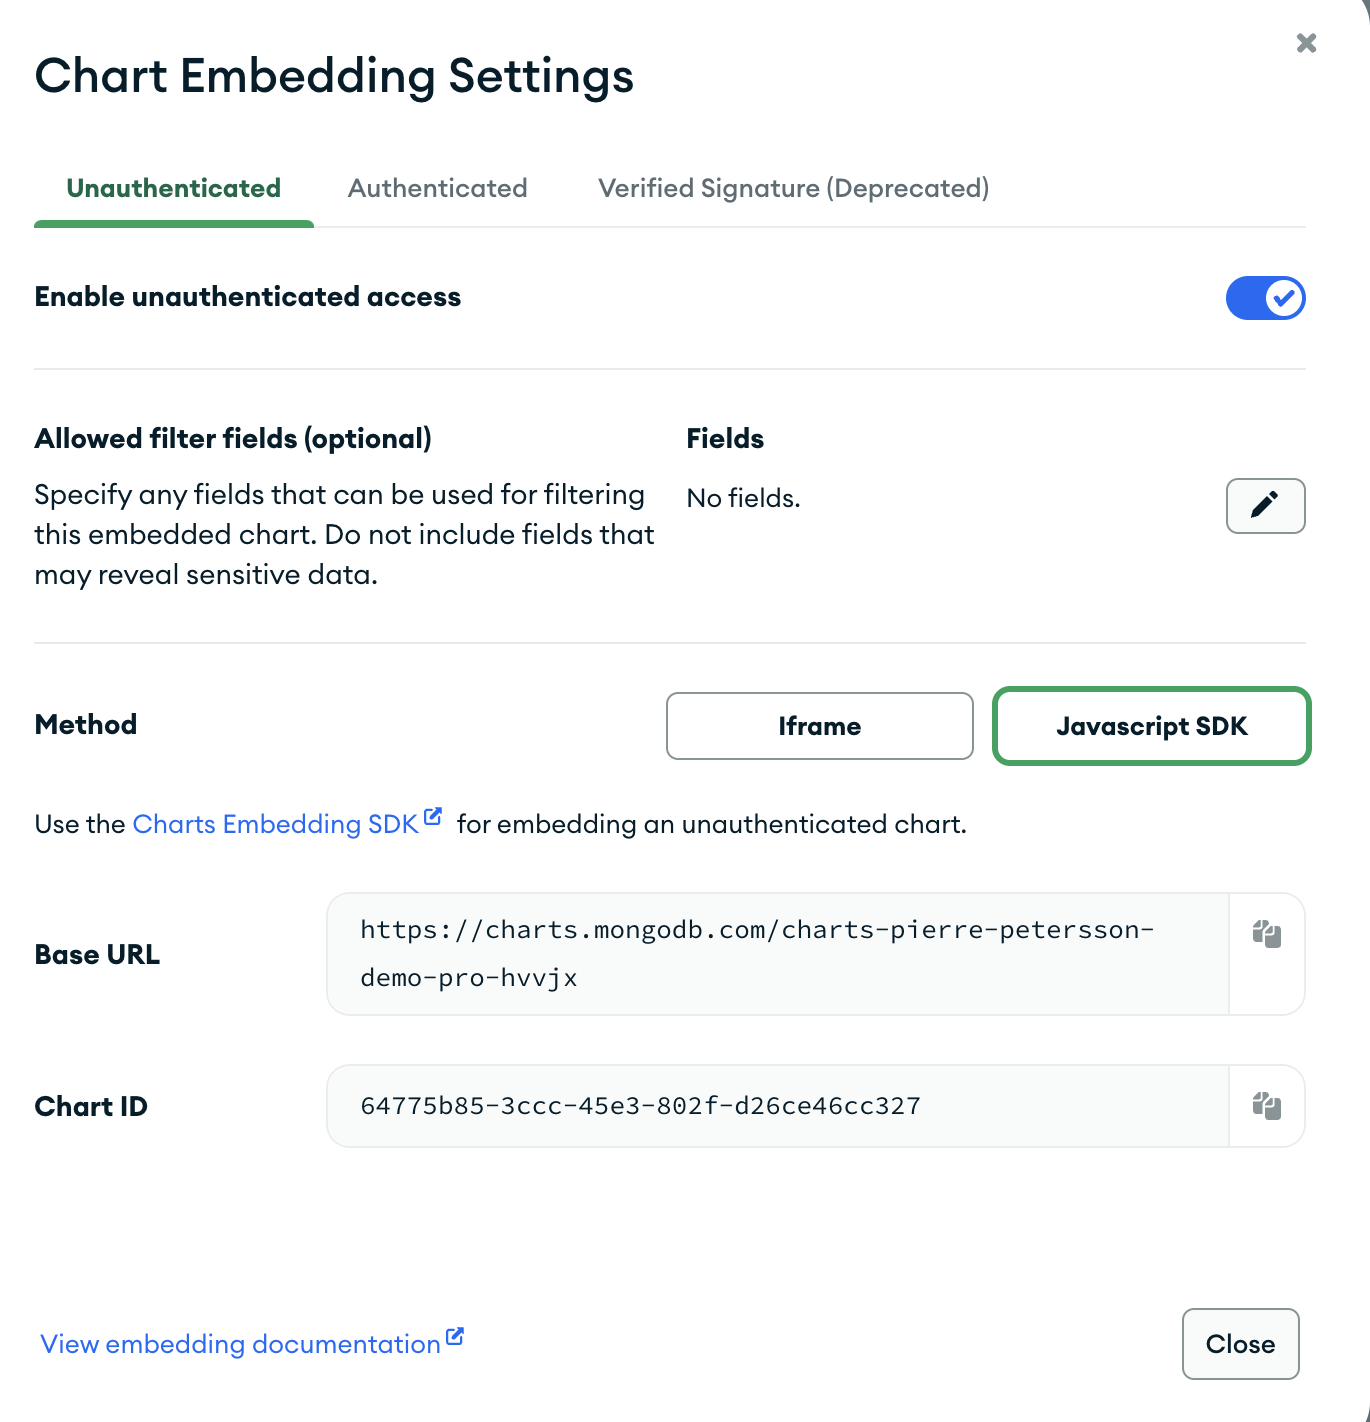 Chart Embedding Settings
Unauthenticated
Authenticated
Verified Signature (Deprecated)
Enable unauthenticated access
Allowed filter fields (optional)
Specify any fields that can be used for filtering
this embedded chart. Do not include fields that
may reveal sensitive data.
Fields
No fields.
Method
Iframe
Javascript SDK
Use the Charts Embedding SDK for embedding an unauthenticated chart.
Base URL
https://charts.mongodb.com/charts-pierre-petersson-
demo-pro-hvvjx
Chart ID
64775b85-3ccc-45e3-802f-d26ce46cc327
View embedding documentation
Close